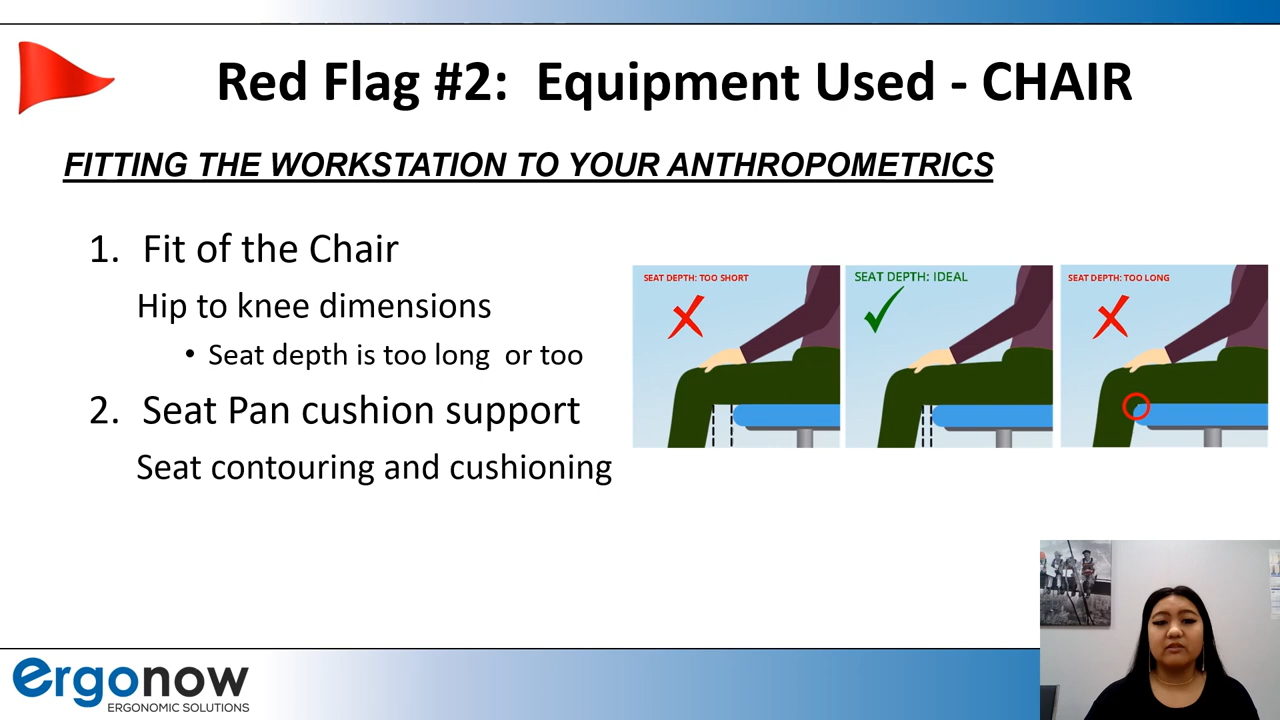 Red Flag #2: Equipment Used - CHAIR
FITTING THE WORKSTATION TO YOUR ANTHROPOMETRICS
1. Fit of the Chair
Hip to knee dimensions
• Seat depth is too long or too
2. Seat Pan cushion support
Seat contouring and cushioning
SEAT DEPTH: TOO SHORT
SEAT DEPTH: IDEAL
SEAT DEPTH: TOO LONG
ergonow
ERGONOMIC SOLUTIONS